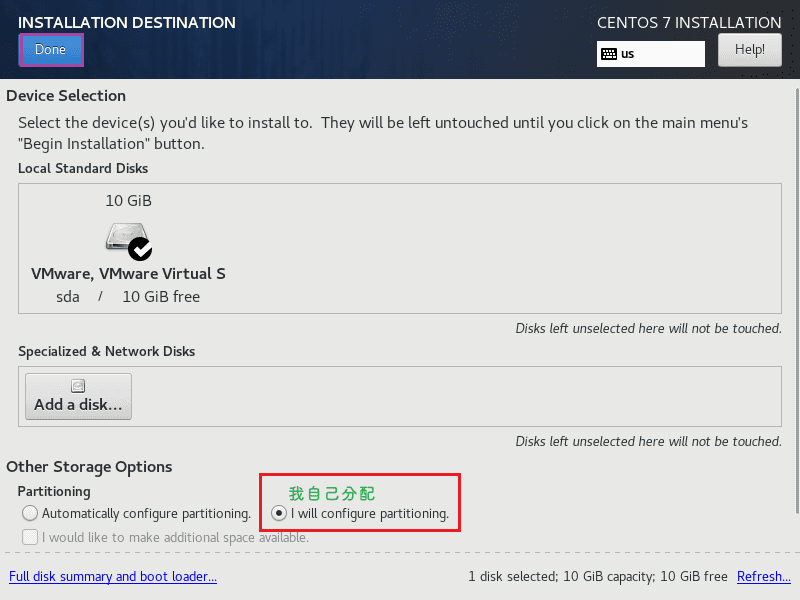 INSTALLATION DESTINATION
CENTOS 7 INSTALLATION
Done
us
Help!
Device Selection
Select the device(s) you'd like to install to.  They will be left untouched until you click on the main menu's
"Begin Installation" button.
Local Standard Disks
10 GiB
VMware, VMware Virtual S
sda / 10 GiB free
Disks left unselected here will not be touched.
Specialized & Network Disks
Add a disk...
Disks left unselected here will not be touched.
Other Storage Options
Partitioning
我自己分配
Automatically configure partitioning. I will configure partitioning.
I would like to make additional space available.
Full disk summary and boot loader... 1 disk selected; 10 GiB capacity; 10 GiB free Refresh...